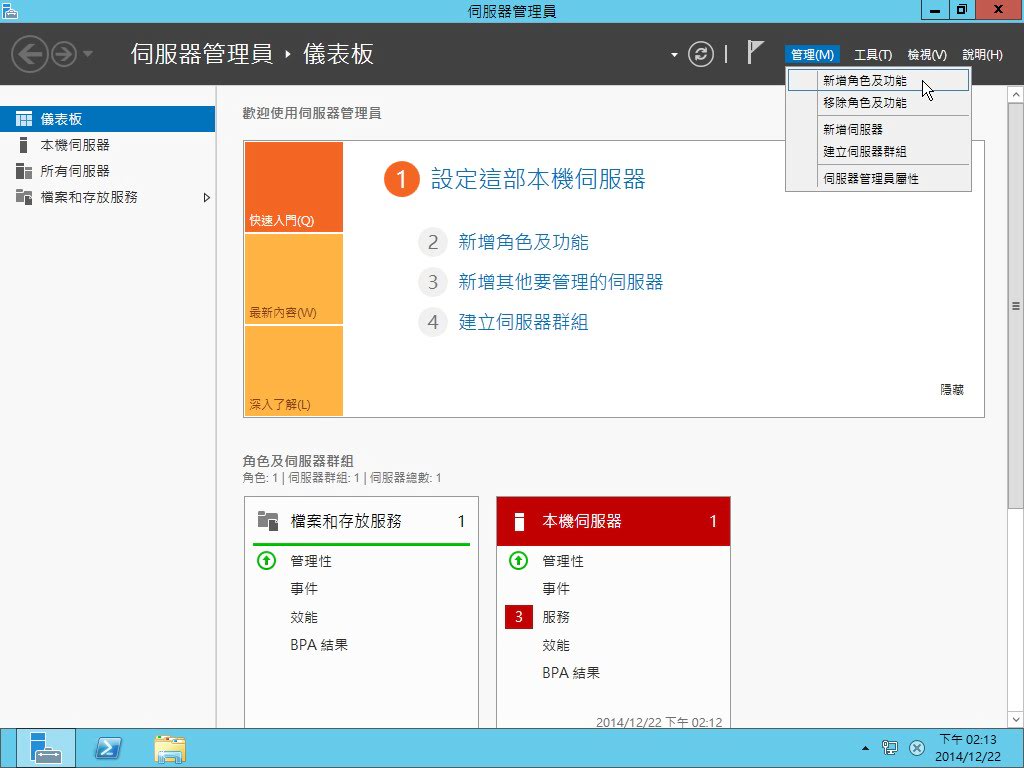 伺服器管理員
伺服器管理員 ‣ 儀表板
管理(M) 工具(T) 檢視(V) 說明(H)
新增角色及功能
移除角色及功能
新增伺服器
建立伺服器群組
伺服器管理員屬性
儀表板
本機伺服器
所有伺服器
檔案和存放服務
歡迎使用伺服器管理員
快速入門(Q)
最新內容(W)
深入了解(L)
1 設定這部本機伺服器
2 新增角色及功能
3 新增其他要管理的伺服器
4 建立伺服器群組
隱藏
角色及伺服器群組
角色: 1 | 伺服器群組: 1 | 伺服器總數: 1
檔案和存放服務 1
管理性
事件
效能
BPA 結果
本機伺服器 1
管理性
事件
3 服務
效能
BPA 結果
2014/12/22 下午 02:12
下午 02:13
2014/12/22